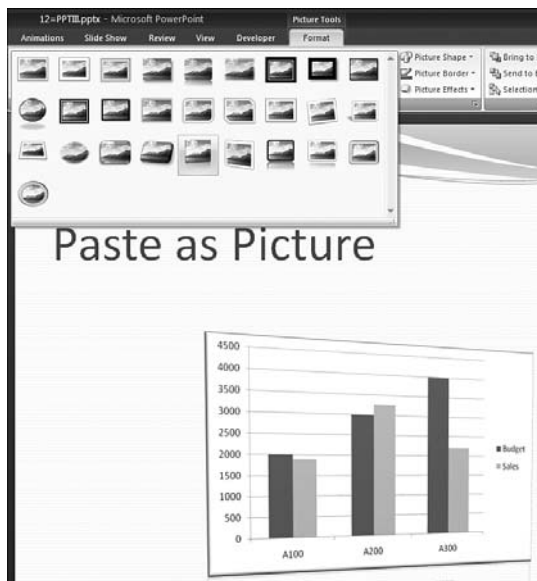 12=PPTIII.pptx - Microsoft PowerPoint
Picture Tools
Animations Slide Show Review View Developer Format
Picture Shape
Picture Border
Picture Effects
Bring to
Send to
Selection
Paste as Picture
4500
4000
3500
3000
2500
2000
1500
1000
500
0
Budget
Sales
A100 A200 A300